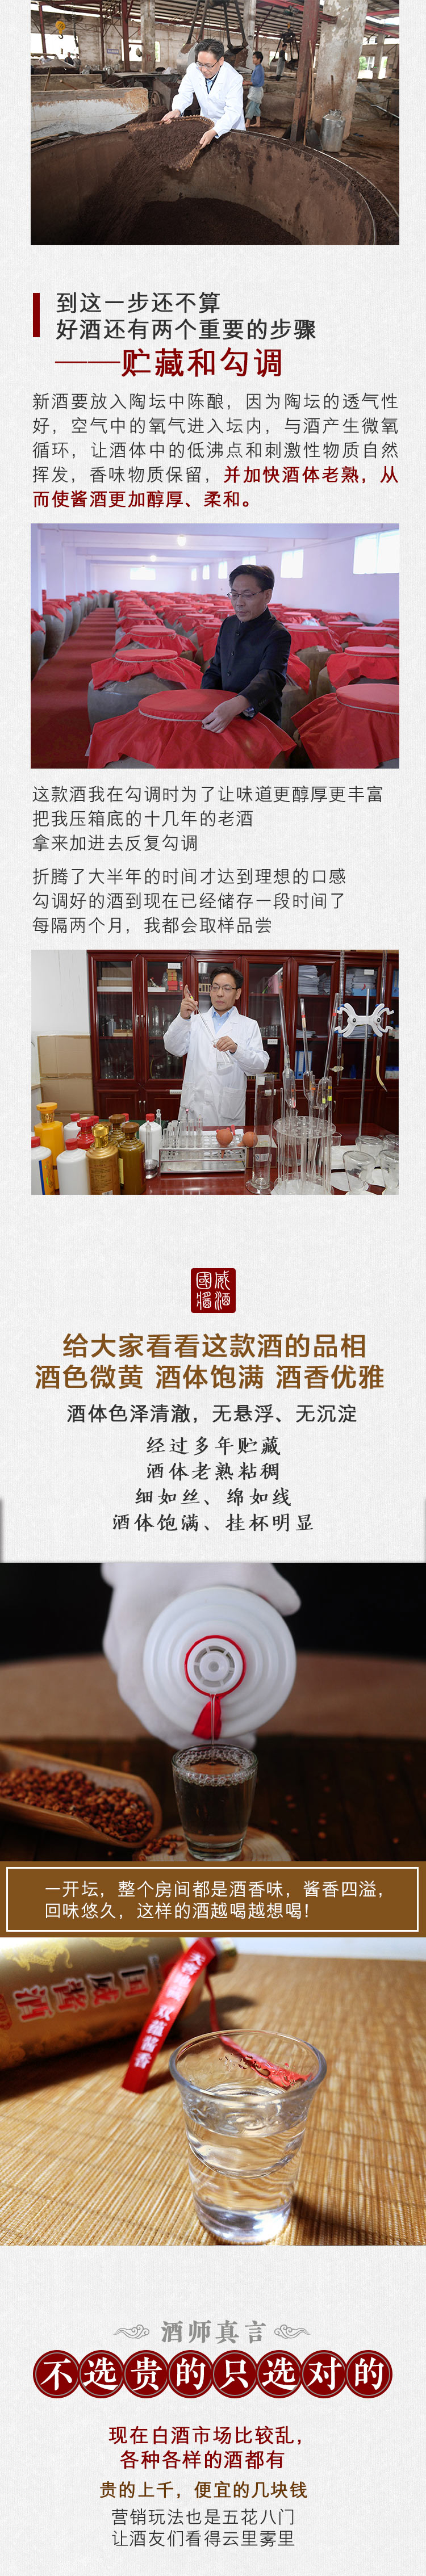 到这一步还不算
好酒还有两个重要的步骤
——贮藏和勾调
新酒要放入陶坛中陈酿，因为陶坛的透气性
好，空气中的氧气进入坛内，与酒产生微氧
循环，让酒体中的低沸点和刺激性物质自然
挥发，香味物质保留，并加快酒体老熟，从
而使酱酒更加醇厚、柔和。
这款酒我在勾调时为了让味道更醇厚更丰富
把我压箱底的十几年的老酒
拿来加进去反复勾调
折腾了大半年的时间才达到理想的口感
勾调好的酒到现在已经储存一段时间了
每隔两个月，我都会取样品尝
國威
酱酒
给大家看看这款酒的品相
酒色微黄 酒体饱满 酒香优雅
酒体色泽清澈，无悬浮、无沉淀
经过多年贮藏
酒体老熟粘稠
细如丝、绵如线
酒体饱满、挂杯明显
一开坛，整个房间都是酒香味，酱香四溢，
回味悠久，这样的酒越喝越想喝！
酒师真言
不选贵的只选对的
现在白酒市场比较乱，
各种各样的酒都有
贵的上千，便宜的几块钱
营销玩法也是五花八门
让酒友们看得云里雾里